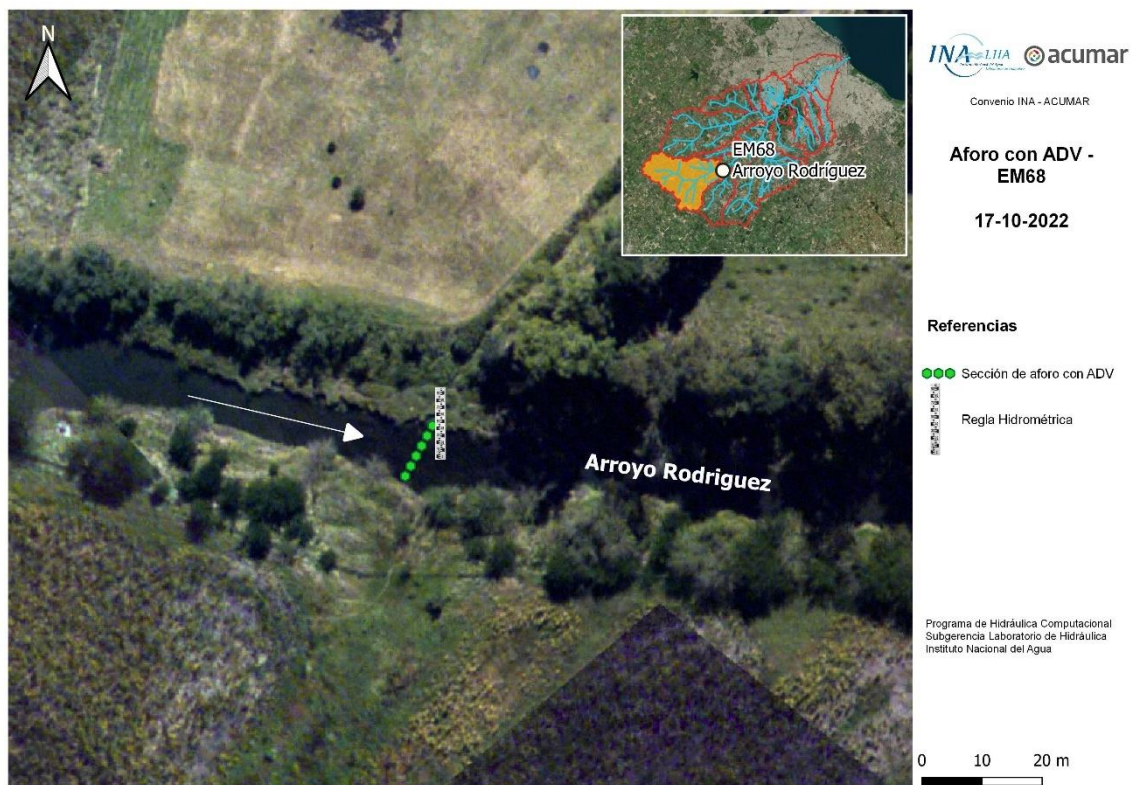 N
EM68
Arroyo Rodríguez
Arroyo Rodriguez
INA LHA
acumar
Convenio INA - ACUMAR
Aforo con ADV -
EM68
17-10-2022
Referencias
Sección de aforo con ADV
Regla Hidrométrica
Programa de Hidráulica Computacional
Subgerencia Laboratorio de Hidráulica
Instituto Nacional del Agua
0 10 20 m